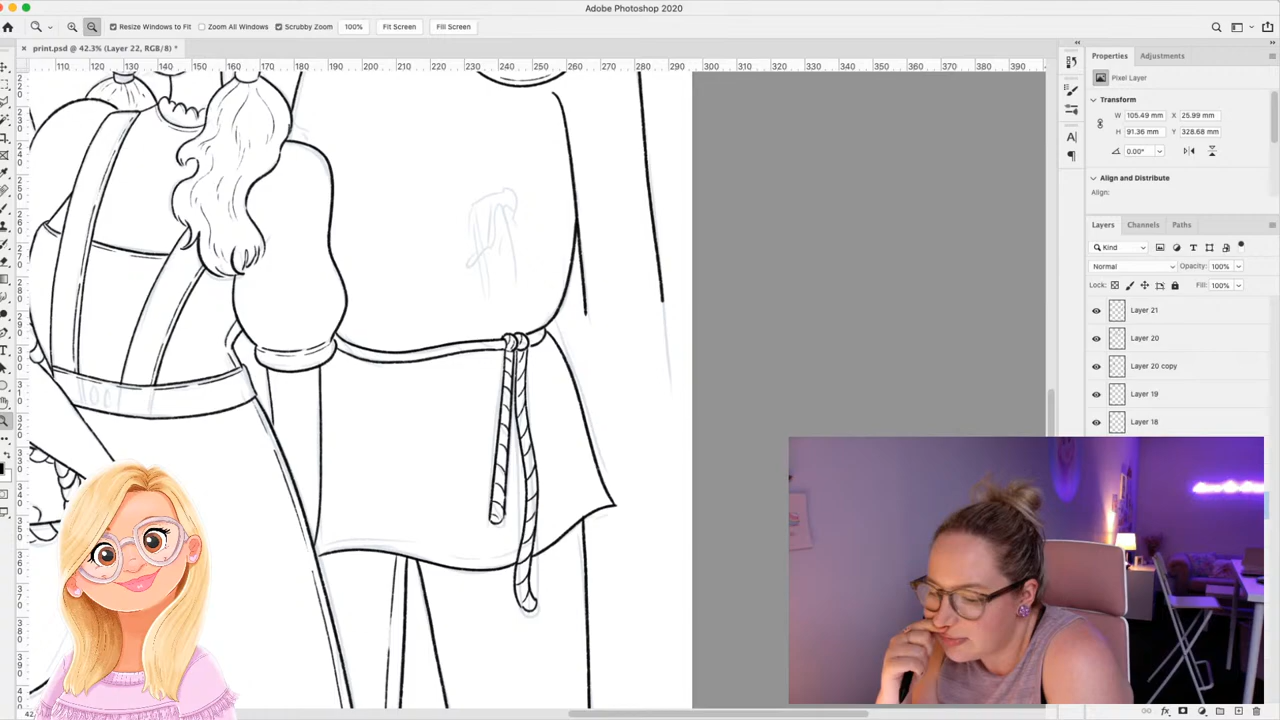 Adobe Photoshop 2020
Resize Windows to Fit
Zoom All Windows
Scrubby Zoom
100%
Fit Screen
Fill Screen
print.psd @ 42.3% (Layer 22, RGB/8) *
110 120 130 140 150 160 170 180 190 200 210 220 230 240 250 260 270 280 290 300 310 320 330 340 350 360 370 380 390
Properties
Adjustments
Pixel Layer
Transform
W 105.49 mm
X 25.99 mm
H 91.36 mm
Y 328.68 mm
0.00°
Align and Distribute
Align:
Layers
Channels
Paths
Kind
Normal
Opacity: 100%
Lock:
Fill: 100%
Layer 21
Layer 20
Layer 20 copy
Layer 19
Layer 18